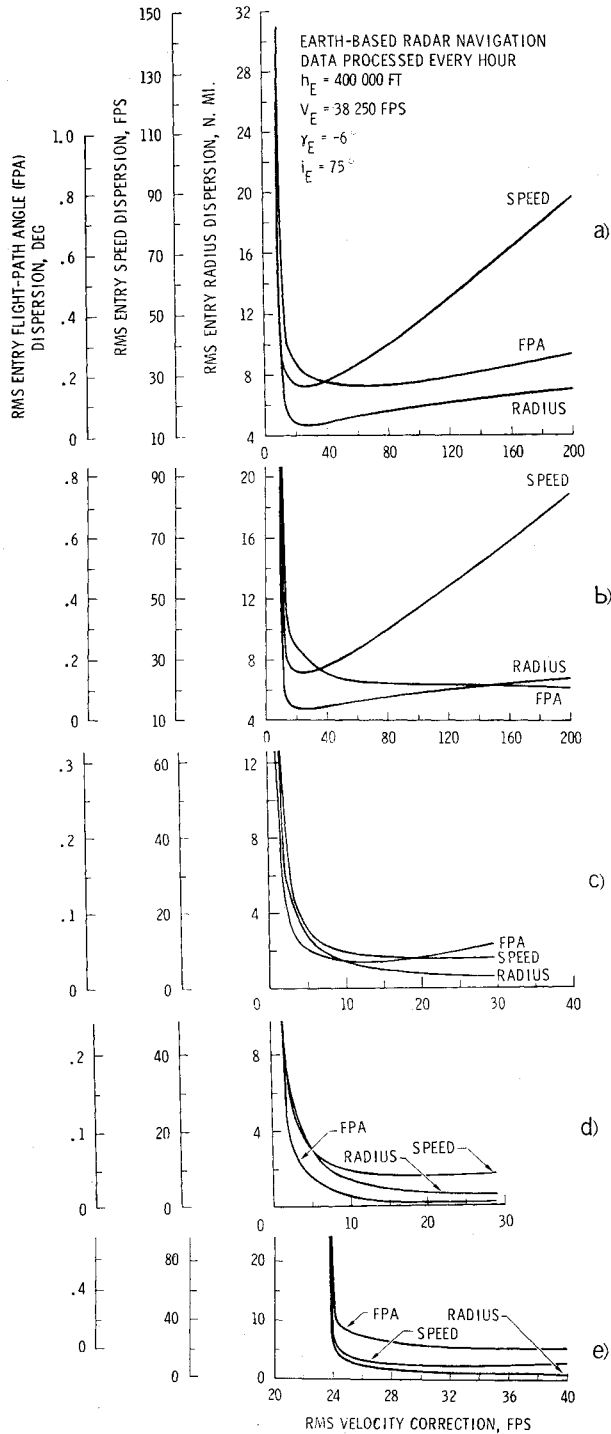 EARTH-BASED RADAR NAVIGATION
DATA PROCESSED EVERY HOUR
hE = 400 000 FT
VE = 38 250 FPS
γE = -6°
iE = 75°
RMS ENTRY FLIGHT-PATH ANGLE (FPA)
DISPERSION, DEG
RMS ENTRY SPEED DISPERSION, FPS
RMS ENTRY RADIUS DISPERSION, N. MI.
1.0
.8
.6
.4
.2
0
150
130
110
90
70
50
30
10
32
28
24
20
16
12
8
4
SPEED
FPA
RADIUS
a)
0 40 80 120 160 200
.8
.6
.4
.2
0
90
70
50
30
10
20
16
12
8
4
SPEED
RADIUS
FPA
b)
0 40 80 120 160 200
.3
.2
.1
0
60
40
20
0
12
8
4
FPA
SPEED
RADIUS
c)
0 10 20 30 40
.2
.1
0
40
20
0
8
4
0
FPA
RADIUS
SPEED
d)
0 10 20 30
.4
0
80
40
0
20
10
0
FPA
SPEED
RADIUS
e)
20 24 28 32 36 40
RMS VELOCITY CORRECTION, FPS